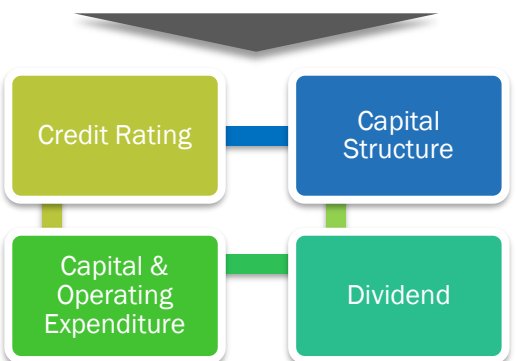 Credit Rating
Capital
Structure
Capital &
Operating
Expenditure
Dividend